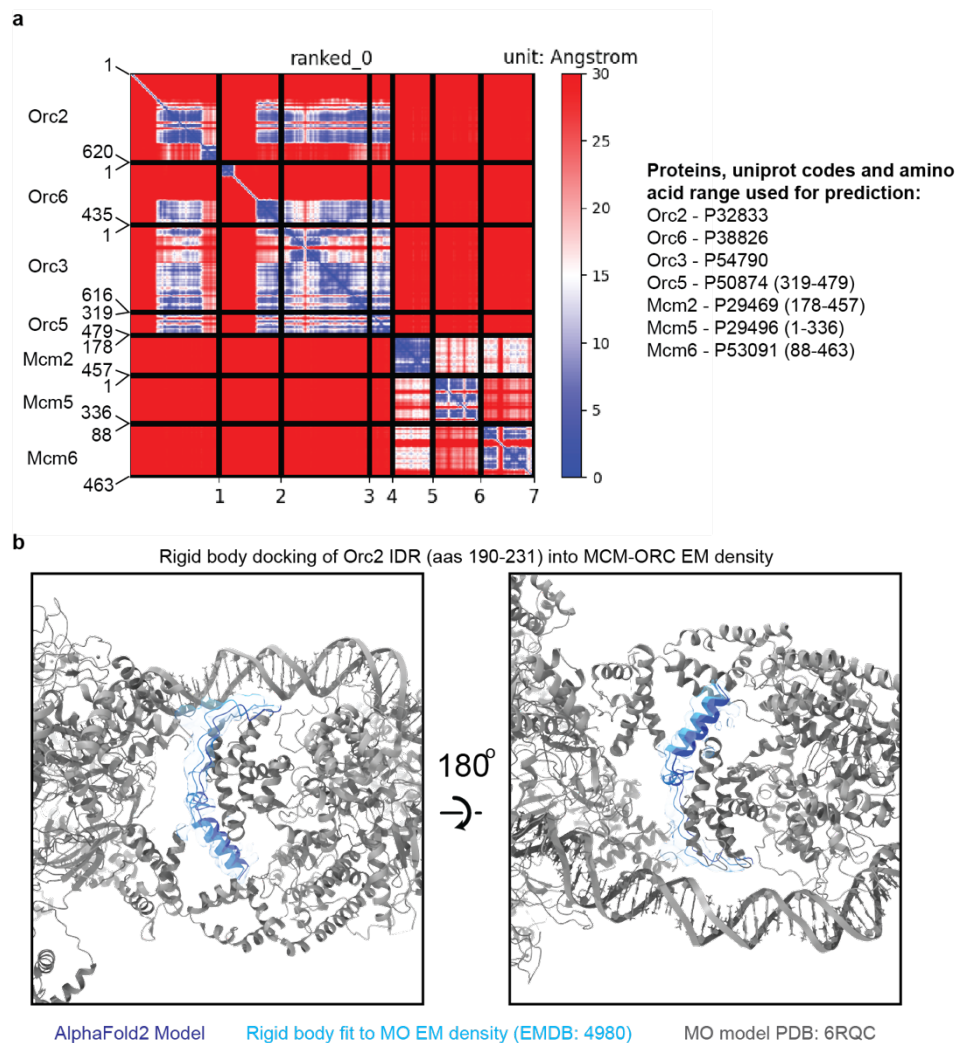 a
ranked_0
unit: Angstrom
1
Orc2
620
1
Orc6
435
1
Orc3
616
319
Orc5
479
178
Mcm2
457
1
Mcm5
336
88
Mcm6
463
1 2 3 4 5 6 7
30
25
20
15
10
5
0
Proteins, uniprot codes and amino
acid range used for prediction:
Orc2 - P32833
Orc6 - P38826
Orc3 - P54790
Orc5 - P50874 (319-479)
Mcm2 - P29469 (178-457)
Mcm5 - P29496 (1-336)
Mcm6 - P53091 (88-463)
b
Rigid body docking of Orc2 IDR (aas 190-231) into MCM-ORC EM density
180º
AlphaFold2 Model Rigid body fit to MO EM density (EMDB: 4980) MO model PDB: 6RQC